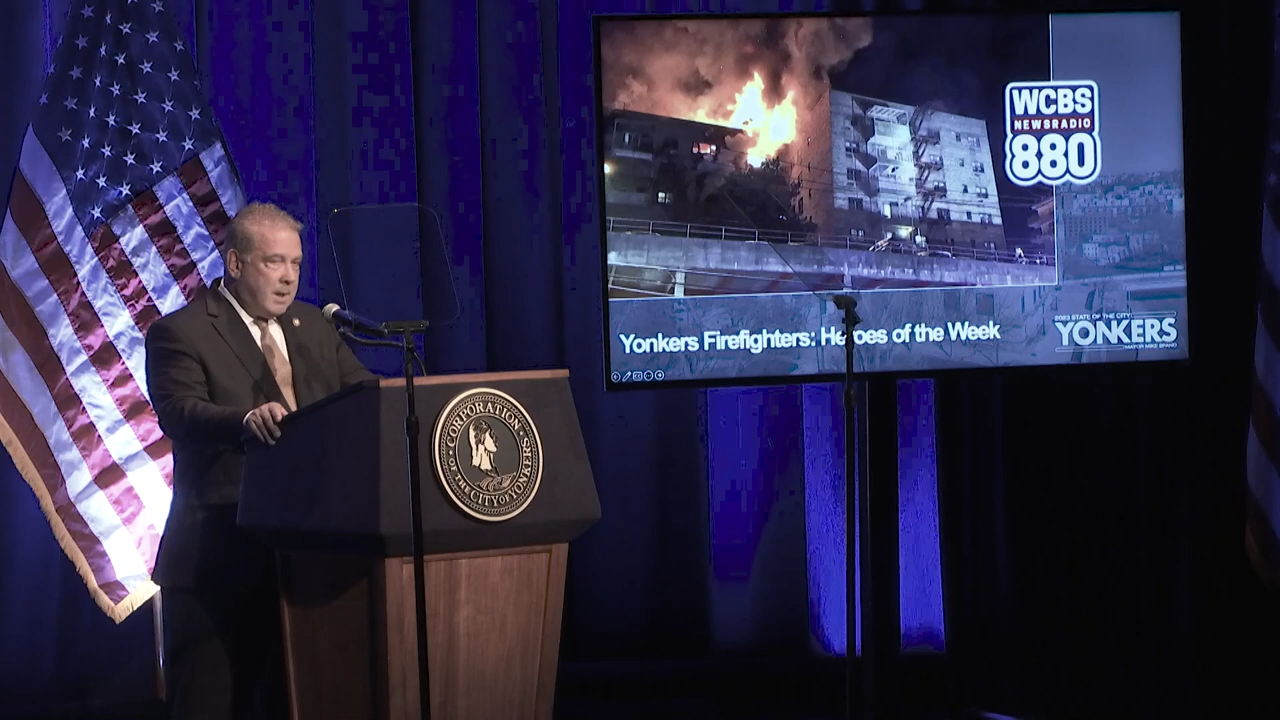 WCBS
NEWSRADIO
880
Yonkers Firefighters: Heroes of the Week
2023 STATE OF THE CITY
YONKERS
MAYOR MIKE SPANO
CORPORATION
OF THE CITY OF YONKERS